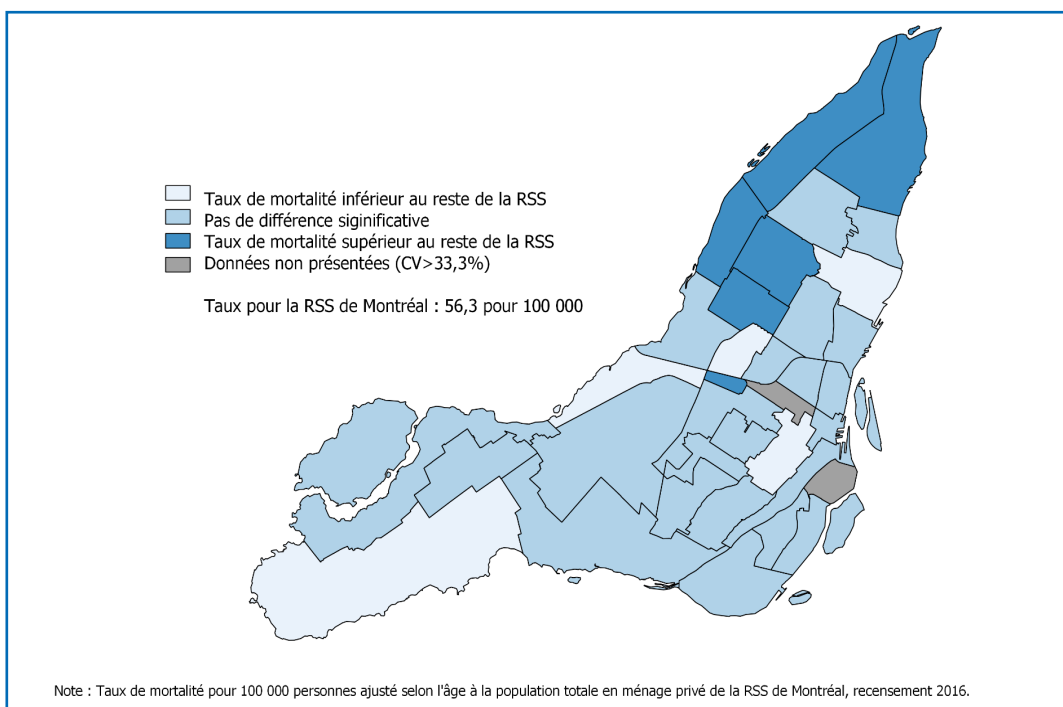 Taux de mortalité inférieur au reste de la RSS
Pas de différence siginificative
Taux de mortalité supérieur au reste de la RSS
Données non présentées (CV>33,3%)
Taux pour la RSS de Montréal : 56,3 pour 100 000
Note : Taux de mortalité pour 100 000 personnes ajusté selon l'âge à la population totale en ménage privé de la RSS de Montréal, recensement 2016.